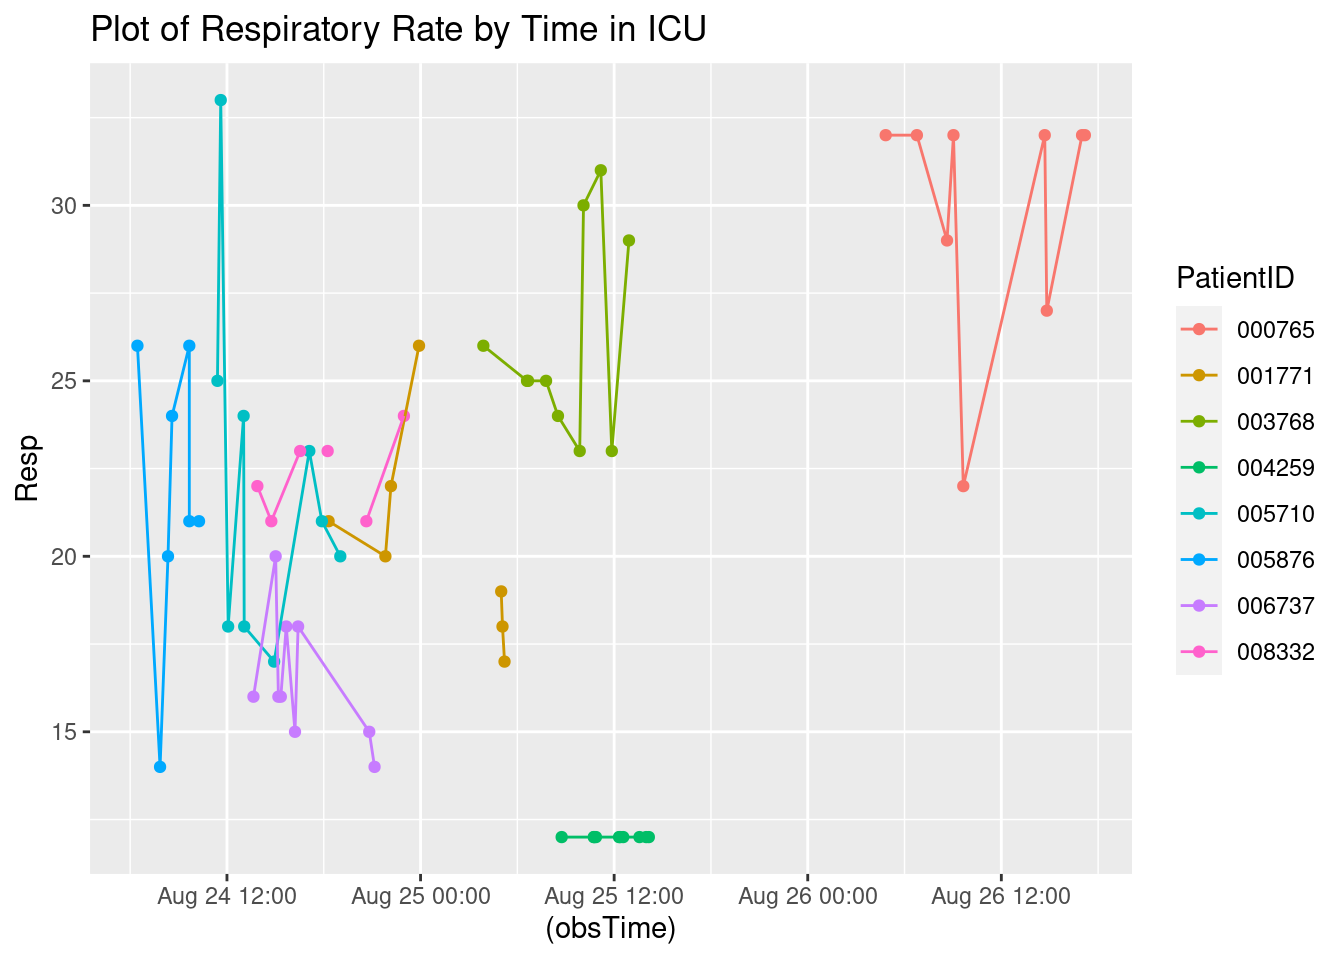 Plot of Respiratory Rate by Time in ICU
Resp
30
25
20
15
Aug 24 12:00
Aug 25 00:00
Aug 25 12:00
Aug 26 00:00
Aug 26 12:00
(obsTime)
PatientID
000765
001771
003768
004259
005710
005876
006737
008332